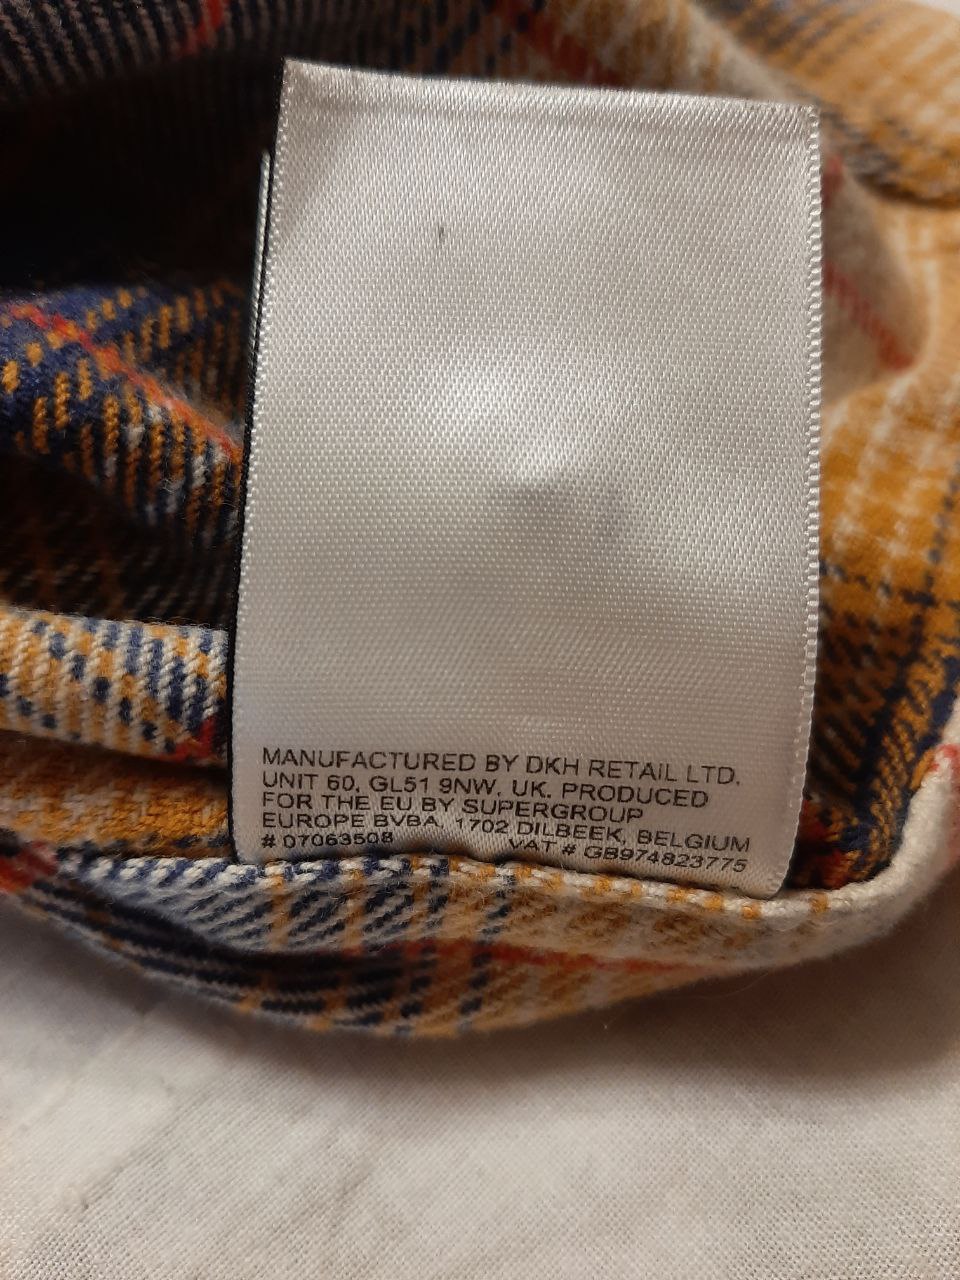 MANUFACTURED BY DKH RETAIL LTD.
UNIT 60, GL51 9NW, UK. PRODUCED
FOR THE EU BY SUPERGROUP
EUROPE BVBA, 1702 DILBEEK, BELGIUM
# 07063508 VAT # GB974823775